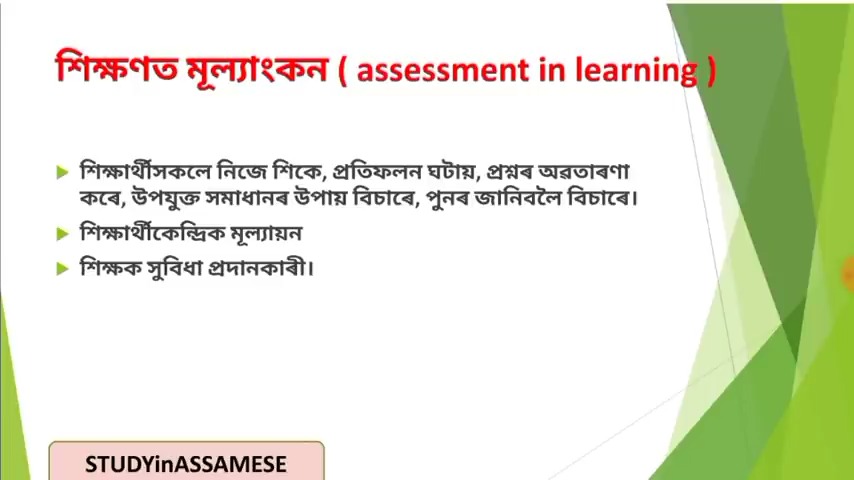 শিক্ষণত মূল্যাংকন ( assessment in learning )
শিক্ষাৰ্থীসকলে নিজে শিকে, প্ৰতিফলন ঘটায়, প্ৰশ্নৰ অৱতাৰণা
কৰে, উপযুক্ত সমাধানৰ উপায় বিচাৰে, পুনৰ জানিবলৈ বিচাৰে।
শিক্ষাৰ্থীকেন্দ্ৰিক মূল্যায়ন
শিক্ষক সুবিধা প্ৰদানকাৰী।
STUDYinASSAMESE